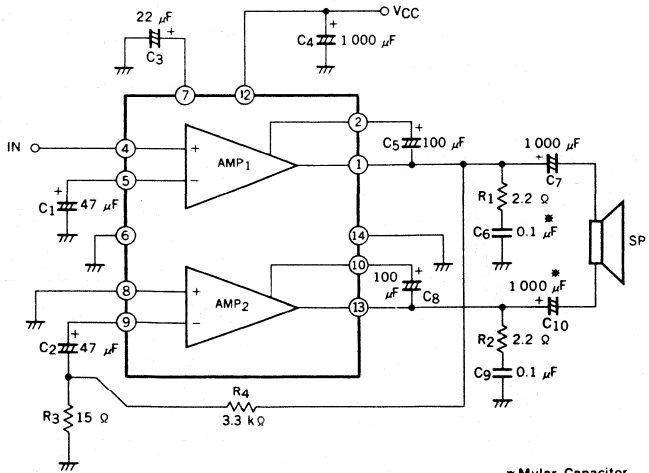 22 μF
+
C3
VCC
+
C4
1 000 μF
7
12
2
+
C5
100 μF
IN
4
+
AMP1
1
1 000 μF
+
C7
5
−
+
C1
47 μF
R1
2.2 Ω
*
C6
0.1 μF
SP
6
14
10
100 μF
+
C8
*
1 000 μF
+
C10
8
+
AMP2
13
9
−
+
C2
47 μF
R2
2.2 Ω
C9
0.1 μF
R4
3.3 kΩ
R3
15 Ω
* Mylar Capacitor